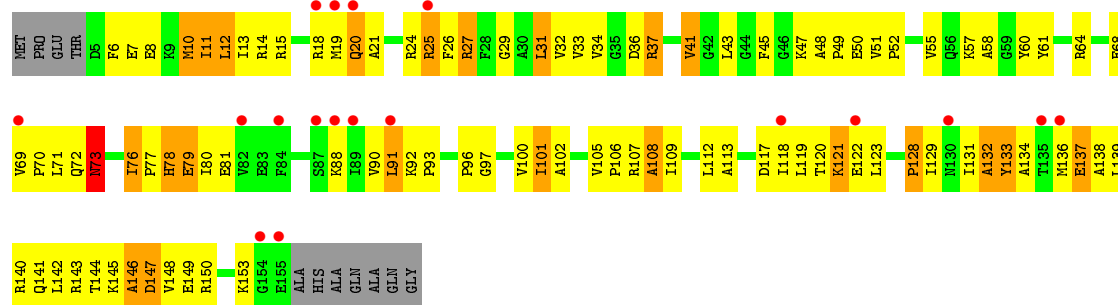 MET PRO GLU THR D5 F6 E7 E8 K9 M10 I11 L12 I13 R14 R15 R18 M19 Q20 A21 R24 R25 F26 R27 F28 G29 A30 L31 V32 V33 V34 G35 D36 R37 V41 G42 L43 G44 F45 G46 K47 A48 P49 E50 V51 P52 V55 Q56 K57 A58 G59 Y60 Y61 R64 E68
V69 P70 L71 Q72 N73 I76 P77 H78 E79 I80 E81 V82 E83 F84 S87 K88 I89 V90 L91 K92 P93 P96 G97 V100 I101 A102 V105 P106 R107 A108 I109 L112 A113 D117 I118 L119 T120 K121 E122 L123 P128 I129 N130 I131 A132 Y133 A134 T135 M136 E137 A138 L139
R140 Q141 L142 R143 T144 K145 A146 D147 V148 E149 R150 K153 G154 E155 ALA HIS ALA GLN ALA GLN GLY